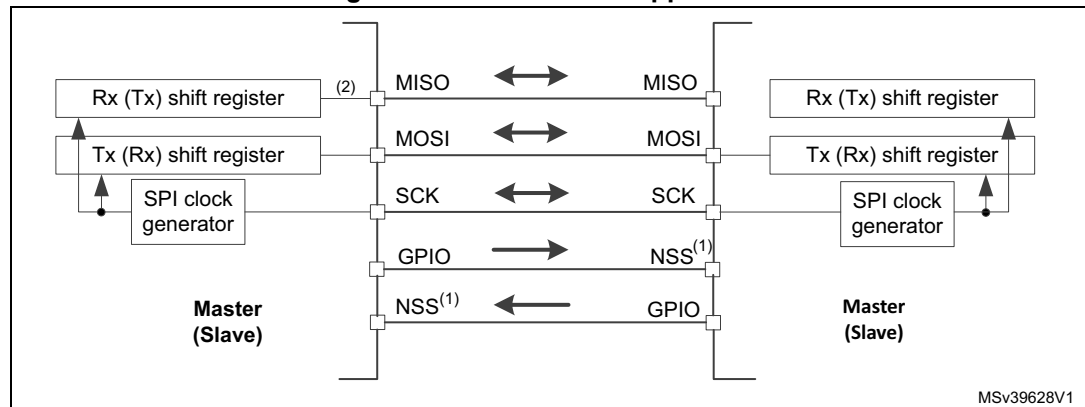 MISO MISO
(2)
Rx (Tx) shift register Rx (Tx) shift register
MOSI MOSI
Tx (Rx) shift register Tx (Rx) shift register
SCK SCK
SPI clock generator SPI clock generator
GPIO NSS(1)
NSS(1) GPIO
Master (Slave) Master (Slave)
MSv39628V1